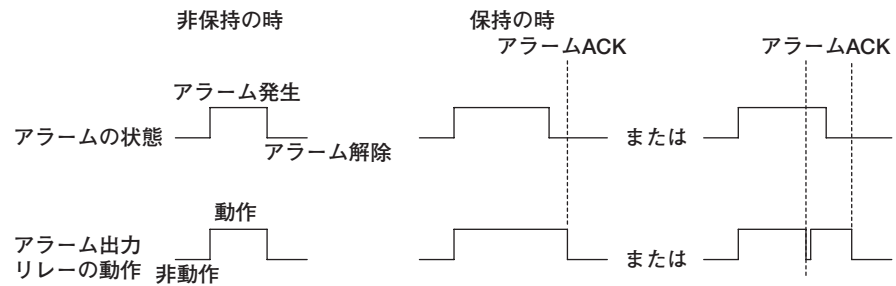 非保持の時
保持の時
アラームACK
アラームACK
アラーム発生
アラームの状態
または
アラーム解除
動作
アラーム出力
リレーの動作
非動作
または